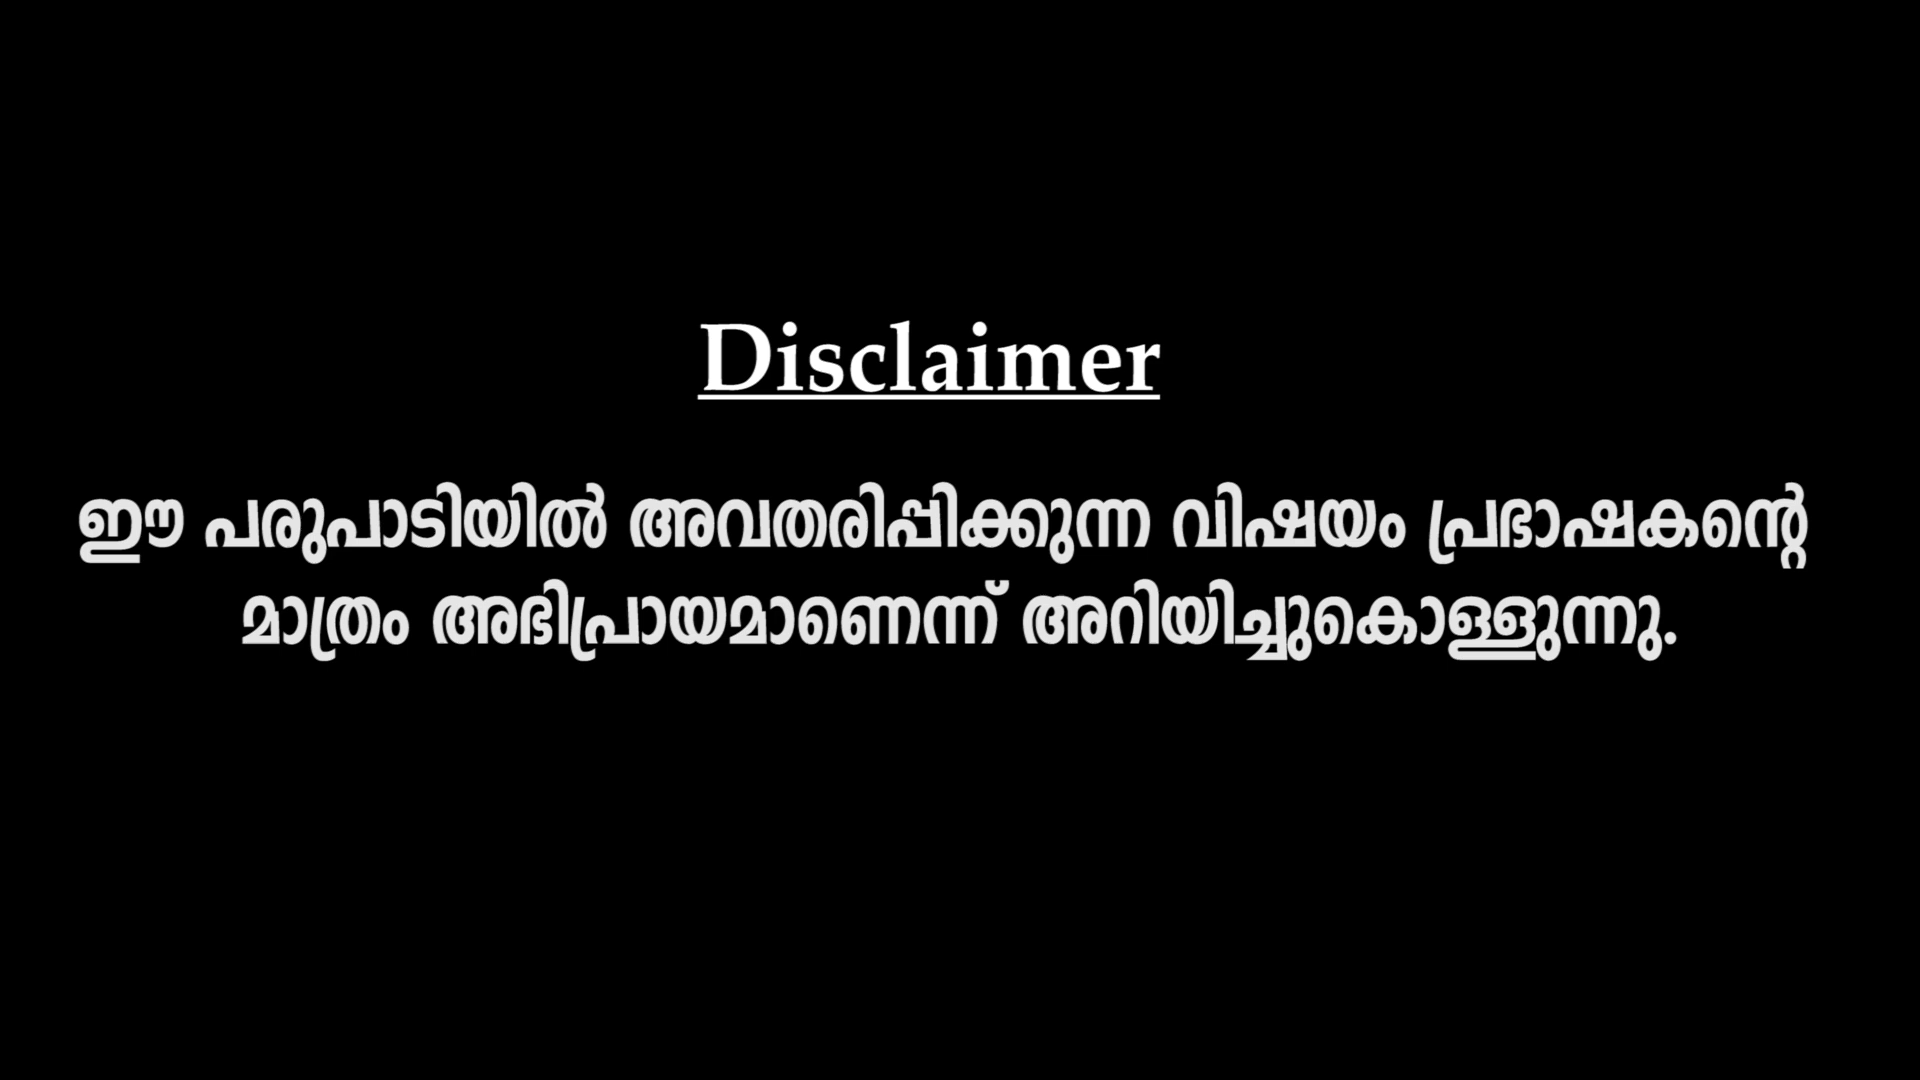 Disclaimer
ഈ പരുപാടിയിൽ അവതരിപ്പിക്കുന്ന വിഷയം പ്രഭാഷകന്റെ
മാത്രം അഭിപ്രായമാണെന്ന് അറിയിച്ചുകൊള്ളുന്നു.